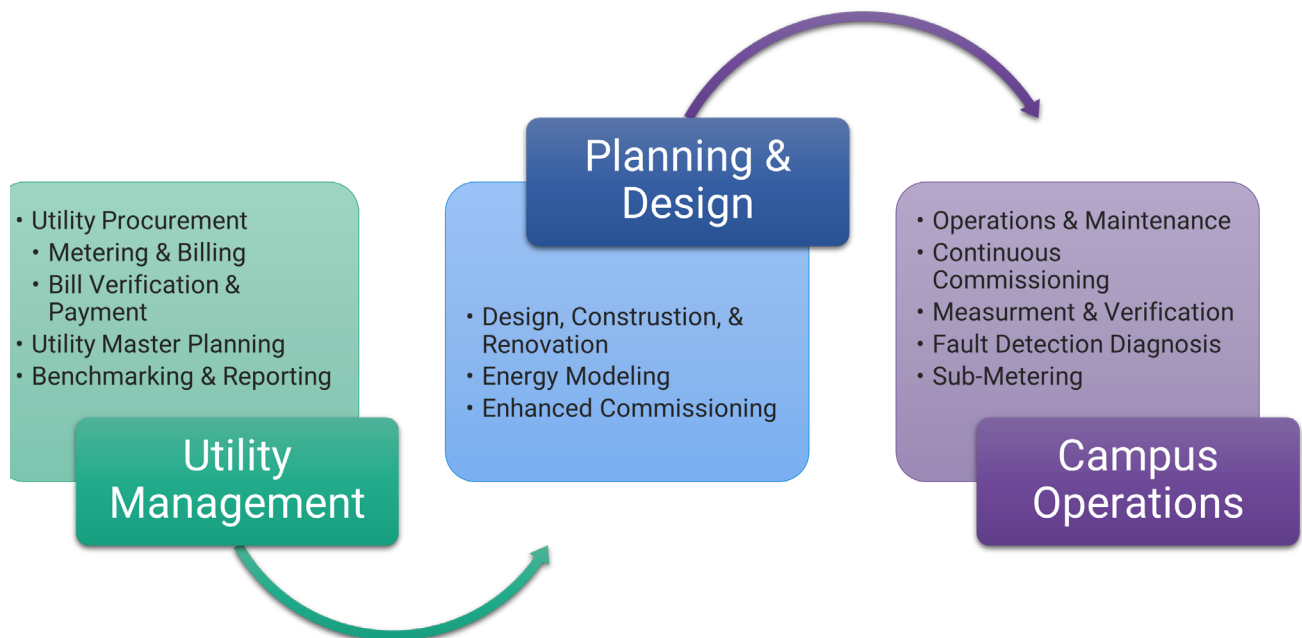 • Utility Procurement
• Metering & Billing
• Bill Verification &
Payment
• Utility Master Planning
• Benchmarking & Reporting
Utility
Management
Planning &
Design
• Design, Construstion, &
Renovation
• Energy Modeling
• Enhanced Commissioning
• Operations & Maintenance
• Continuous
Commissioning
• Measurment & Verification
• Fault Detection Diagnosis
• Sub-Metering
Campus
Operations